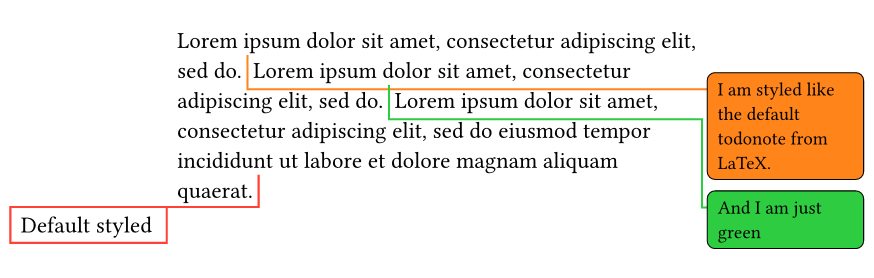 Lorem ipsum dolor sit amet, consectetur adipiscing elit,
sed do. Lorem ipsum dolor sit amet, consectetur
adipiscing elit, sed do. Lorem ipsum dolor sit amet,
consectetur adipiscing elit, sed do eiusmod tempor
incididunt ut labore et dolore magnam aliquam
quaerat.
I am styled like
the default
todonote from
LaTeX.
And I am just
green
Default styled